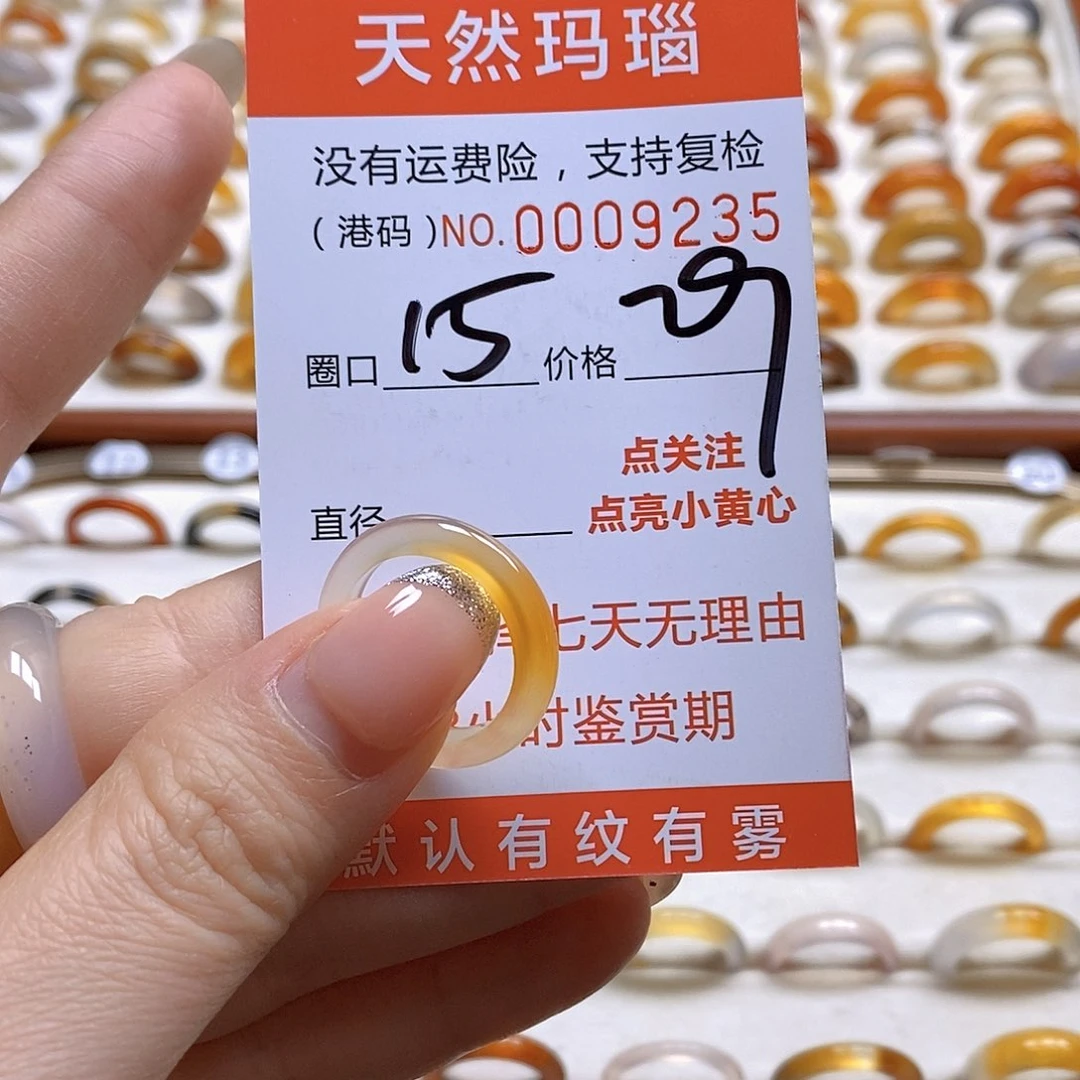 天然玛瑙
没有运费险，支持复检
（港码）NO.0009235
圈口 15 价格 29
点关注
直径 点亮小黄心
七天无理由
小时鉴赏期
默认有纹有雾